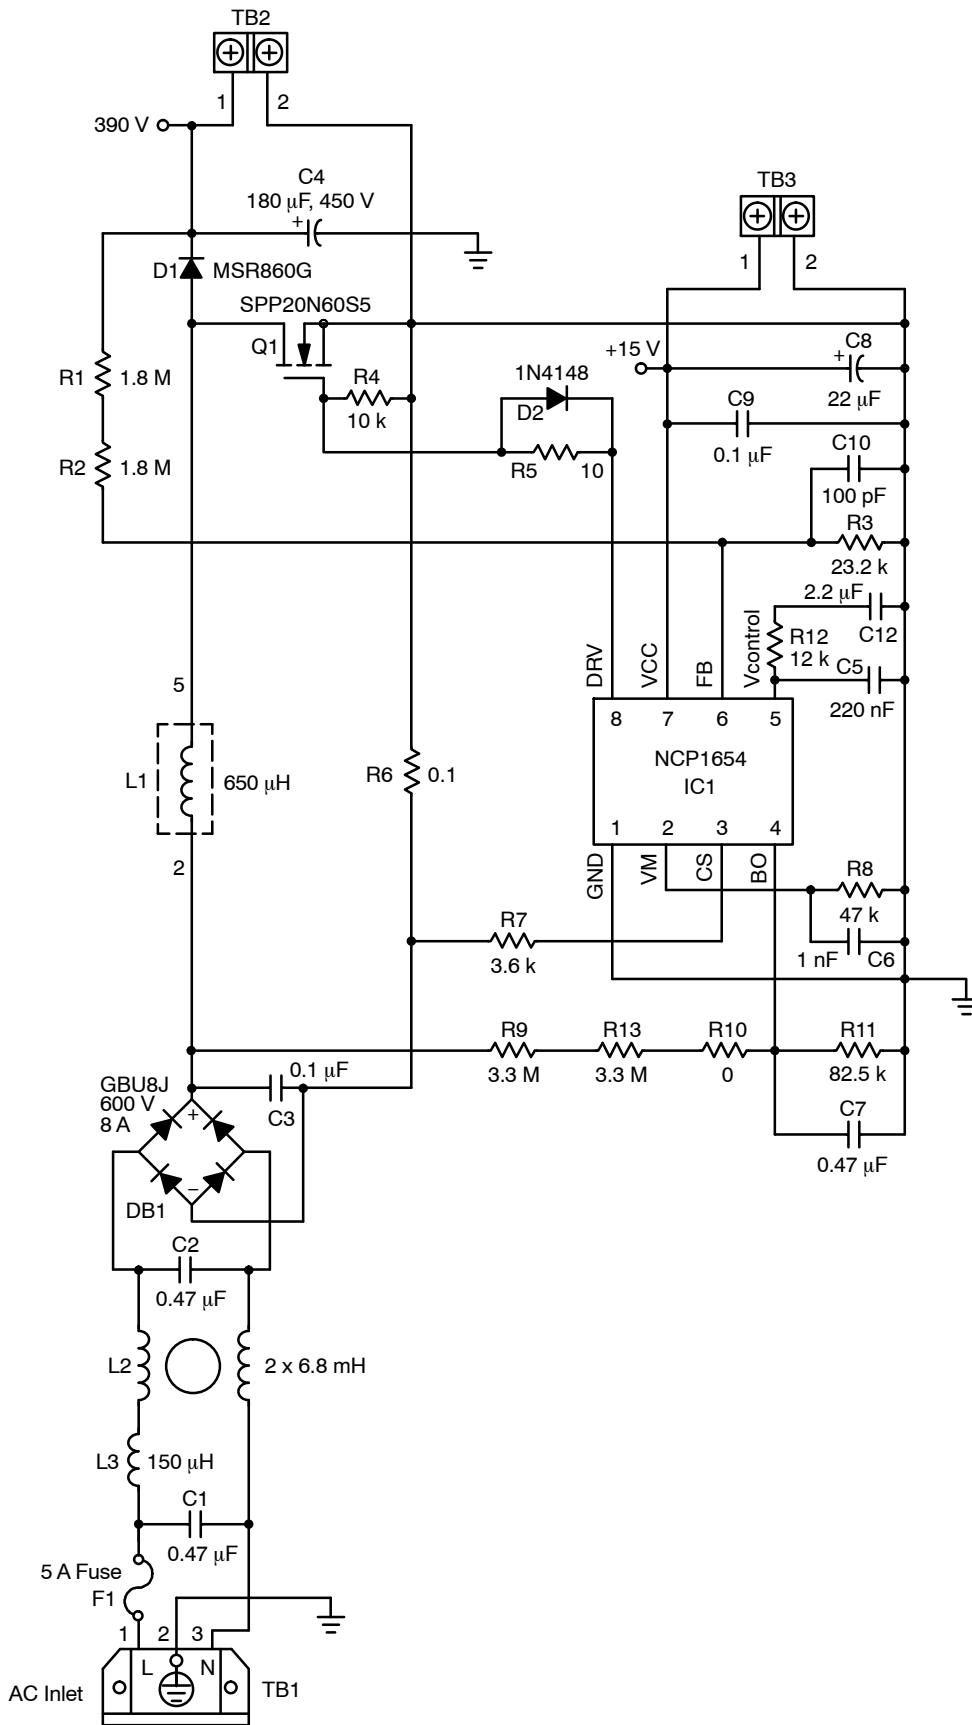 TB2
1 2
390 V
C4
180 μF, 450 V
+
TB3
1 2
D1 MSR860G
SPP20N60S5
Q1
+15 V
C8
+
22 μF
R1 1.8 M
R4
10 k
1N4148
D2
C9
0.1 μF
R2 1.8 M
R5 10
C10
100 pF
R3
23.2 k
2.2 μF
C12
R12
12 k
C5
220 nF
DRV VCC FB Vcontrol
8 7 6 5
NCP1654
IC1
1 2 3 4
GND VM CS BO
5
L1 650 μH
2
R6 0.1
R8
47 k
1 nF C6
R7
3.6 k
R9 R13 R10 R11
3.3 M 3.3 M 0 82.5 k
C7
0.47 μF
GBU8J
600 V
8 A
0.1 μF
C3
+
−
DB1
C2
0.47 μF
L2 2 x 6.8 mH
L3 150 μH
C1
0.47 μF
5 A Fuse
F1
1 2 3
L N
AC Inlet TB1